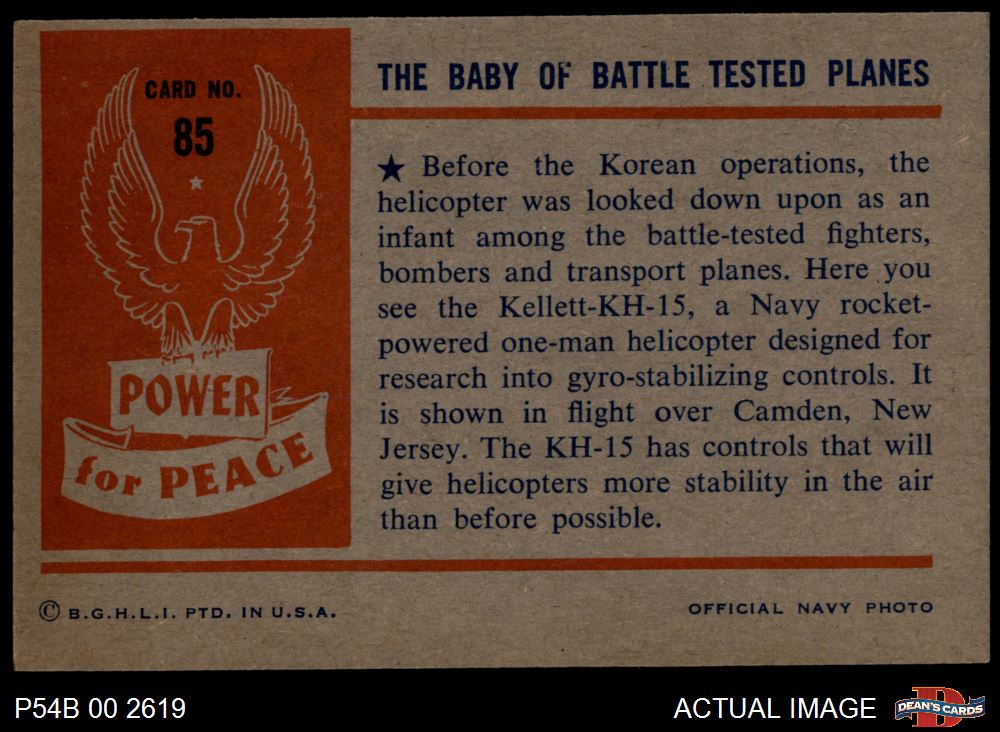 CARD NO.
85
POWER
for PEACE
THE BABY OF BATTLE TESTED PLANES
★ Before the Korean operations, the
helicopter was looked down upon as an
infant among the battle-tested fighters,
bombers and transport planes. Here you
see the Kellett-KH-15, a Navy rocket-
powered one-man helicopter designed for
research into gyro-stabilizing controls. It
is shown in flight over Camden, New
Jersey. The KH-15 has controls that will
give helicopters more stability in the air
than before possible.
© B.G.H.L.I. PTD. IN U.S.A.
OFFICIAL NAVY PHOTO
P54B 00 2619
ACTUAL IMAGE
D
DEAN'S CARDS